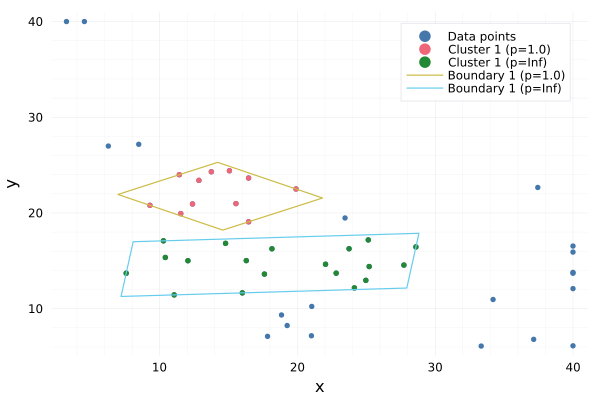 40
30
20
10
y
10
20
30
40
x
Data points
Cluster 1 (p=1.0)
Cluster 1 (p=Inf)
Boundary 1 (p=1.0)
Boundary 1 (p=Inf)